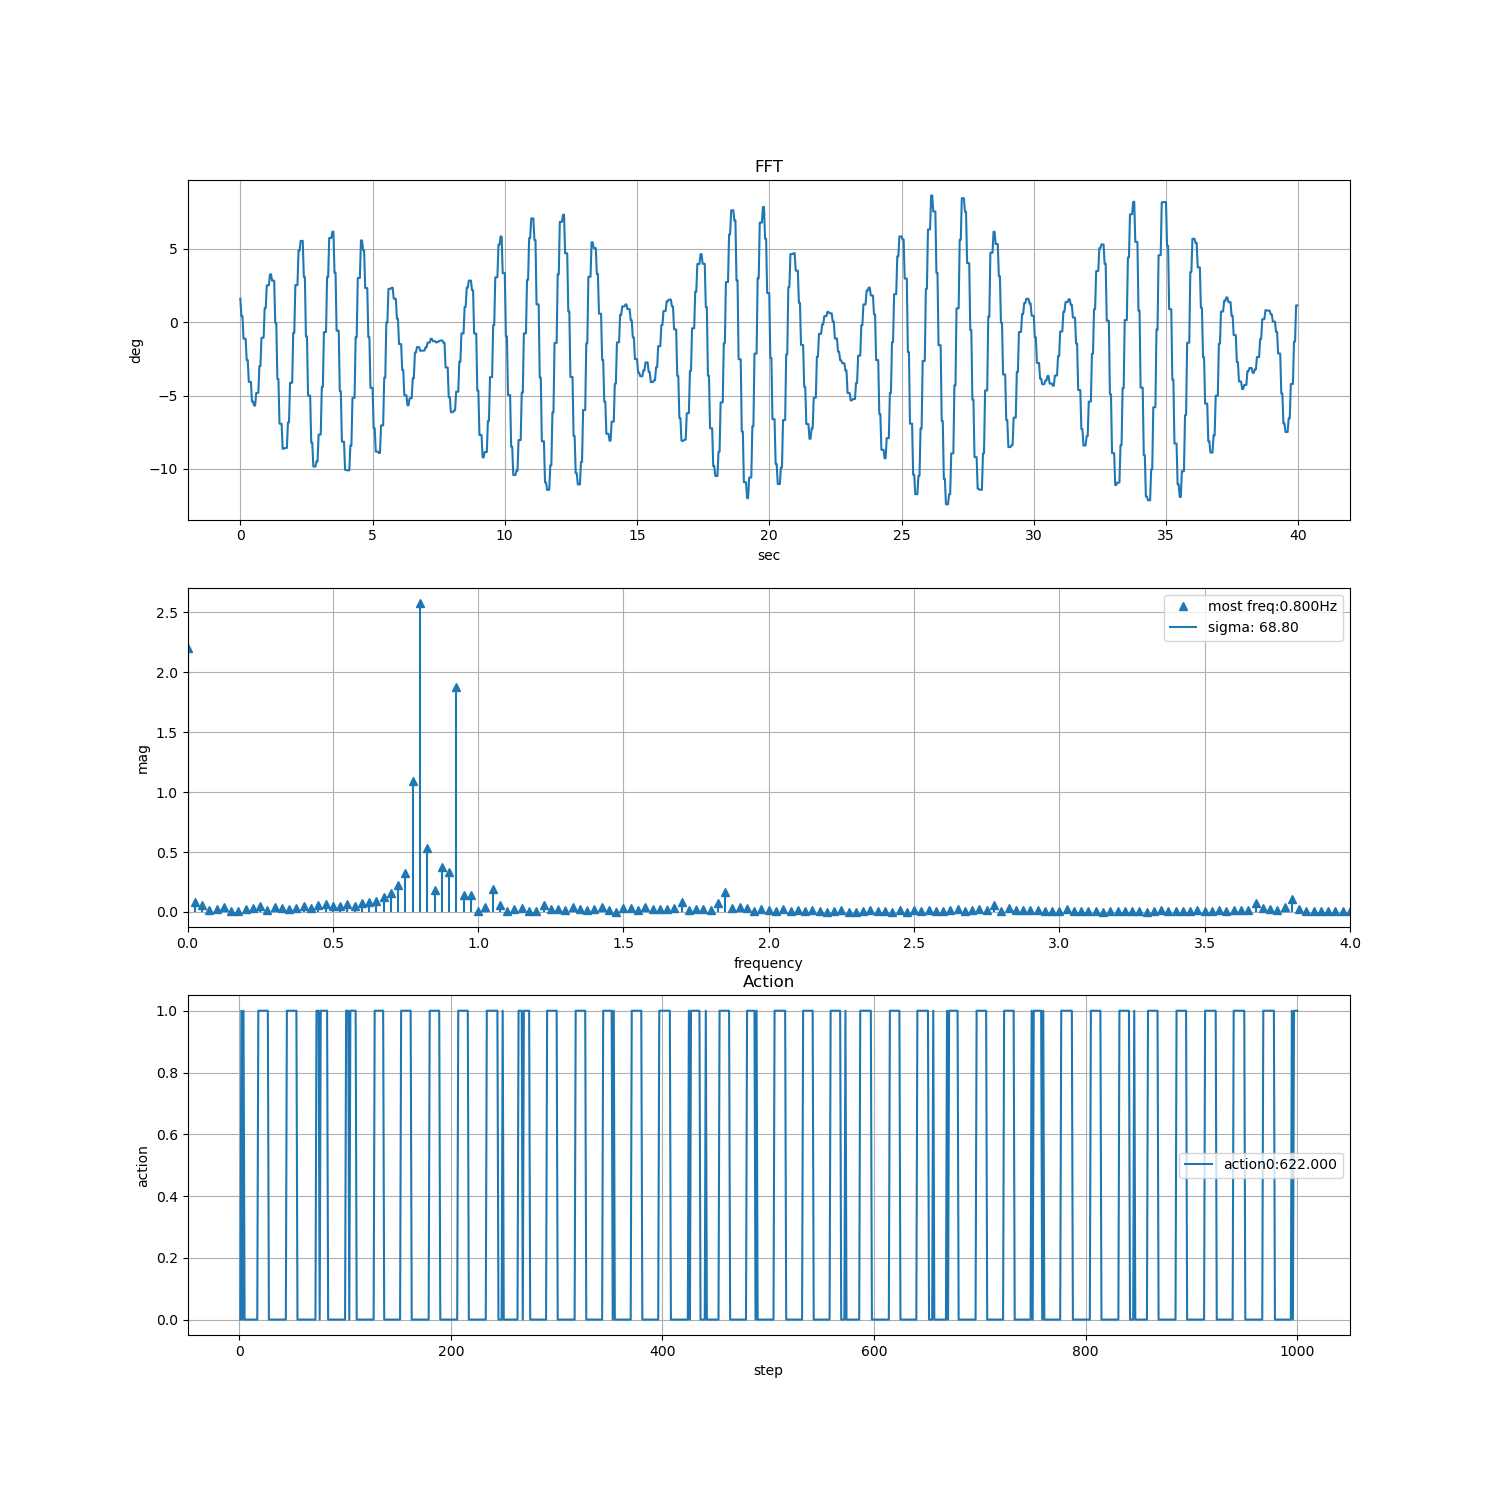 FFT
5
0
−5
−10
deg
0 5 10 15 20 25 30 35 40
sec
2.5
2.0
1.5
1.0
0.5
0.0
mag
most freq:0.800Hz
sigma: 68.80
0.0 0.5 1.0 1.5 2.0 2.5 3.0 3.5 4.0
frequency
Action
1.0
0.8
0.6
0.4
0.2
0.0
action
action0:622.000
0 200 400 600 800 1000
step